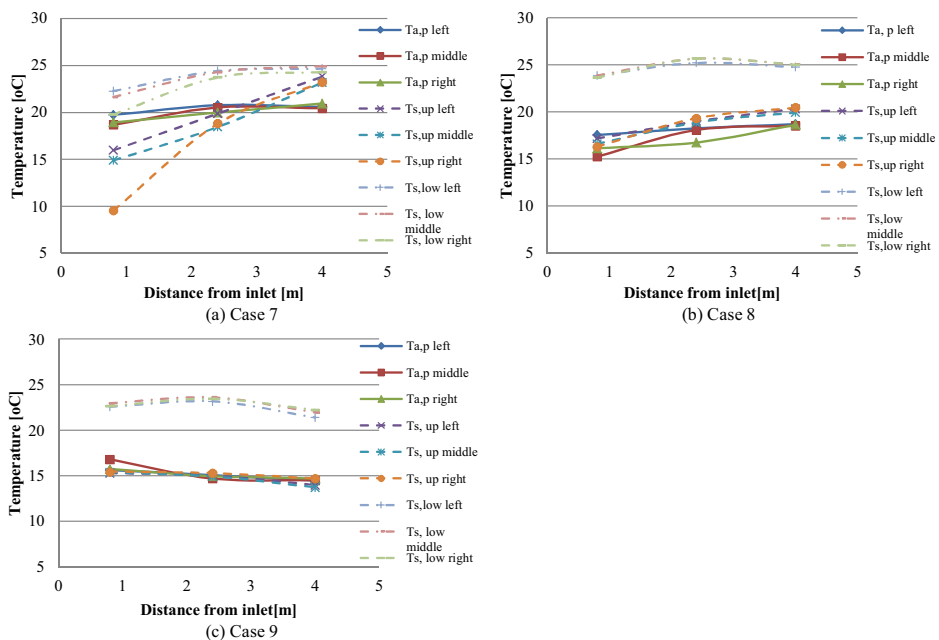 30
25
20
15
10
5
0
1
2
3
4
5
Temperature [oC]
Distance from inlet [m]
Ta,p left
Ta,p middle
Ta,p right
Ts,up left
Ts,up middle
Ts,up right
Ts,low left
Ts, low
middle
Ts, low right
(a) Case 7
30
25
20
15
10
5
0
1
2
3
4
5
Temperature [oC]
Distance from inlet[m]
Ta, p left
Ta,p middle
Ta,p right
Ts,up left
Ts,up middle
Ts,up right
Ts,low left
Ts,low
middle
Ts,low right
(b) Case 8
30
25
20
15
10
5
0
1
2
3
4
5
Temperature [oC]
Distance from inlet[m]
Ta,p left
Ta,p middle
Ta,p right
Ts, up left
Ts, up middle
Ts, up right
Ts,low left
Ts, low
middle
Ts, low right
(c) Case 9